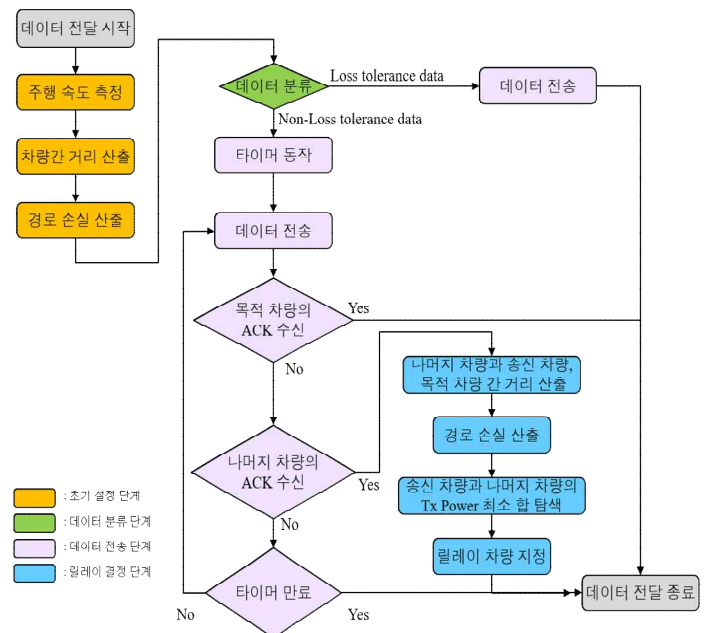 데이터 전달 시작
주행 속도 측정
차량간 거리 산출
경로 손실 산출
데이터 분류
Loss tolerance data
데이터 전송
Non-Loss tolerance data
타이머 동작
데이터 전송
목적 차량의
ACK 수신
Yes
No
나머지 차량과 송신 차량,
목적 차량 간 거리 산출
경로 손실 산출
나머지 차량의
ACK 수신
Yes
송신 차량과 나머지 차량의
Tx Power 최소 합 탐색
No
릴레이 차량 지정
타이머 만료
No
Yes
데이터 전달 종료
: 초기 설정 단계
: 데이터 분류 단계
: 데이터 전송 단계
: 릴레이 결정 단계